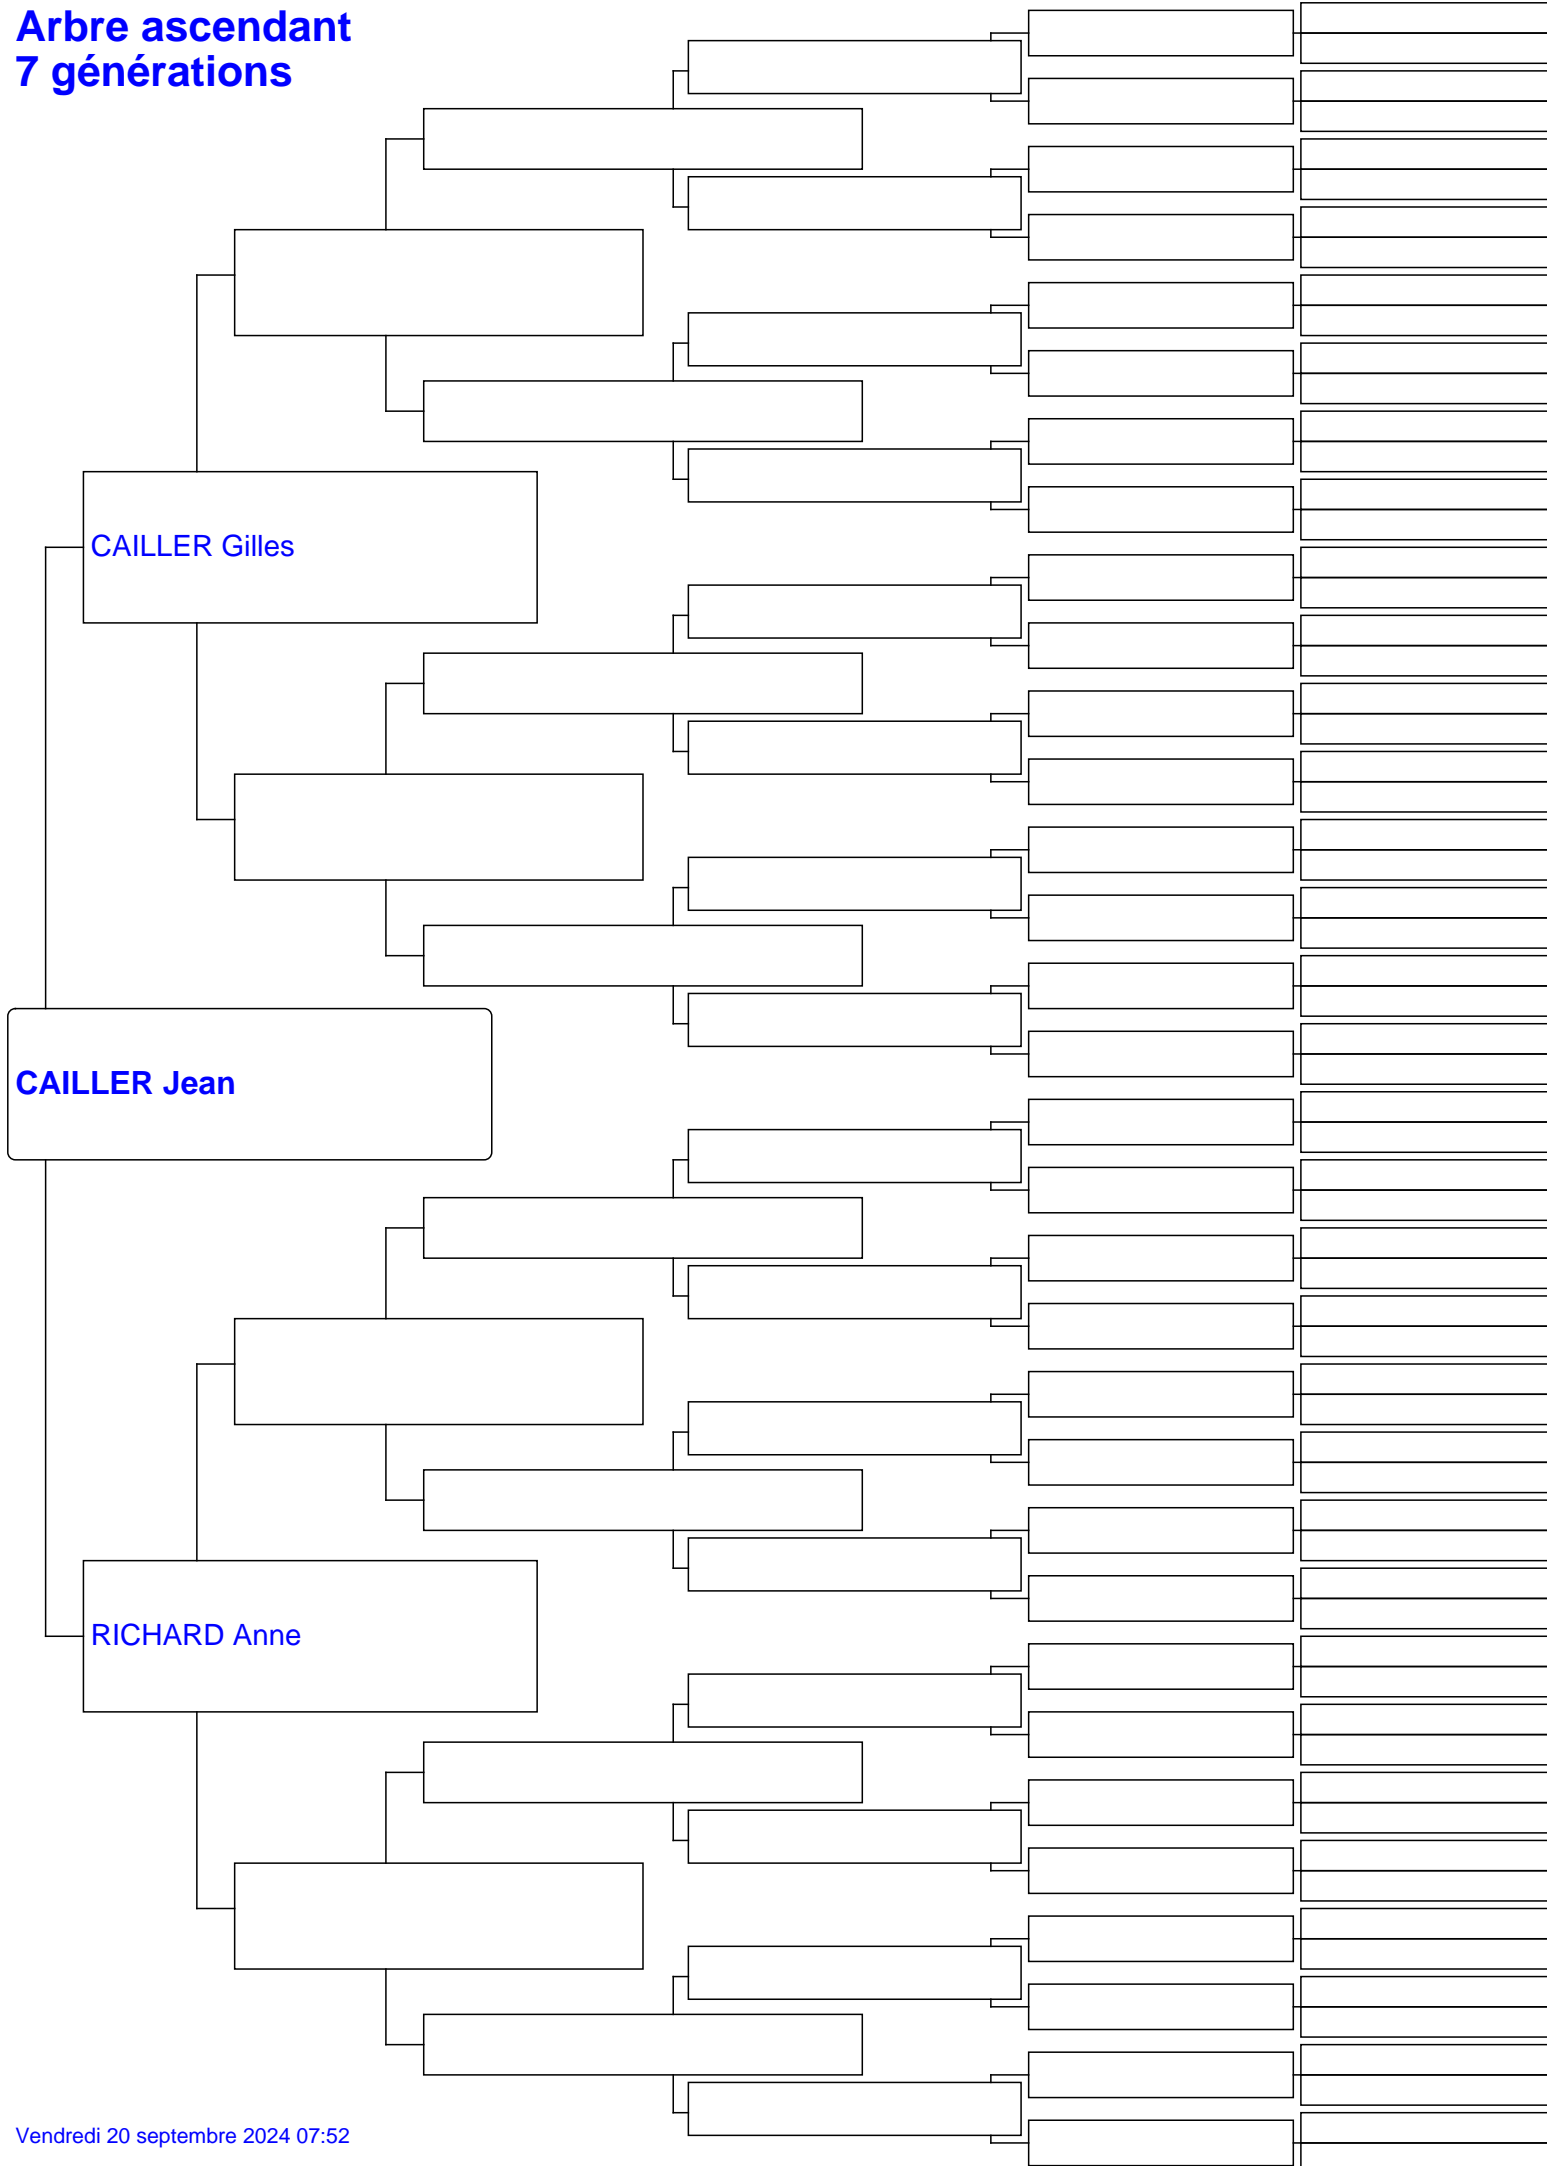 Arbre ascendant
7 générations
CAILLER Gilles
CAILLER Jean
RICHARD Anne
Vendredi 20 septembre 2024 07:52